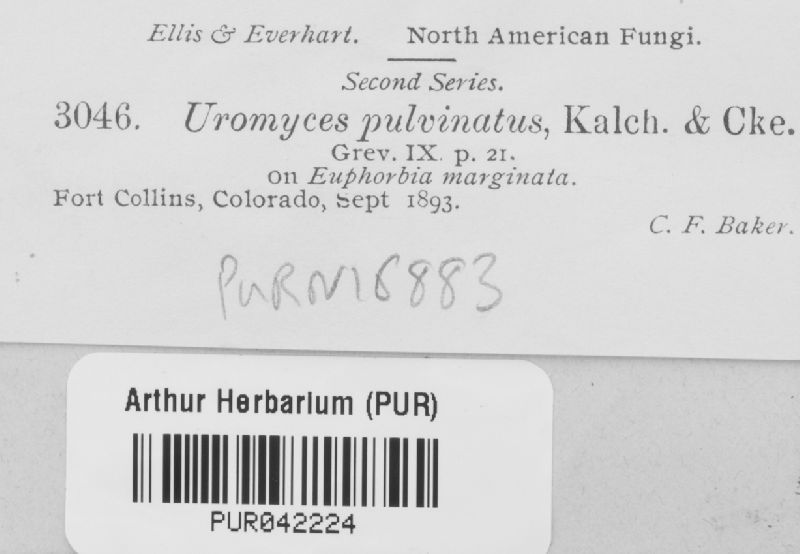 Ellis & Everhart. North American Fungi.
Second Series.
3046. Uromyces pulvinatus, Kalch. & Cke.
Grev. IX. p. 21.
on Euphorbia marginata.
Fort Collins, Colorado, Sept 1893.
C. F. Baker.
PURN16883
Arthur Herbarium (PUR)
PUR042224